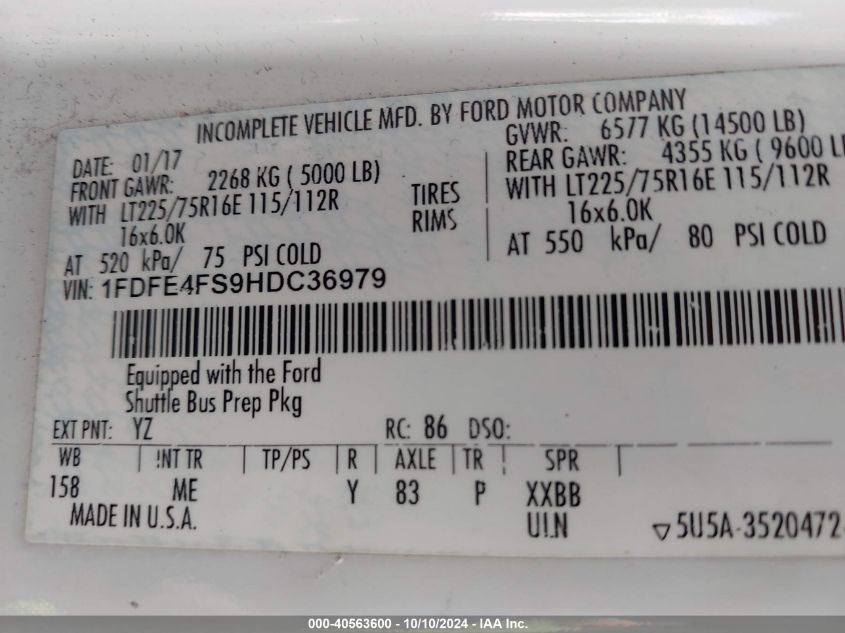 INCOMPLETE VEHICLE MFD. BY FORD MOTOR COMPANY
DATE: 01/17
FRONT GAWR: 2268 KG ( 5000 LB)
WITH LT225/75R16E 115/112R
16x6.0K
AT 520 kPa/ 75 PSI COLD
TIRES
RIMS
GVWR: 6577 KG (14500 LB)
REAR GAWR: 4355 KG ( 9600 LB
WITH LT225/75R16E 115/112R
16x6.0K
AT 550 kPa/ 80 PSI COLD
VIN: 1FDFE4FS9HDC36979
Equipped with the Ford
Shuttle Bus Prep Pkg
EXT PNT: YZ RC: 86 DSO:
WB | INT TR | TP/PS | R | AXLE | TR | SPR |
158 ME Y 83 P XXBB
MADE IN U.S.A. UIN ▽5U5A-3520472-
000-40563600 - 10/10/2024 - IAA Inc.